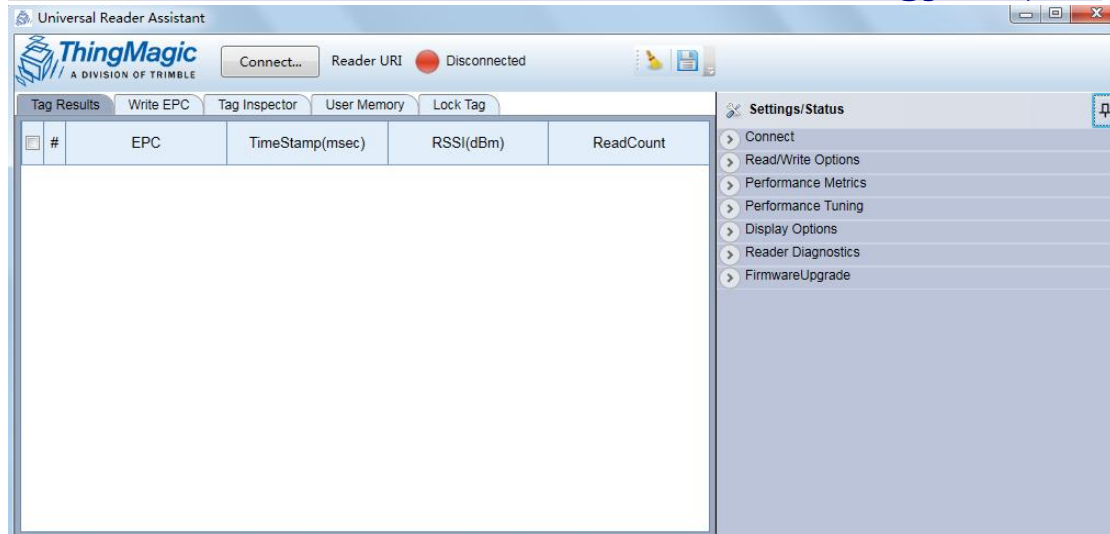 Universal Reader Assistant
ThingMagic
A DIVISION OF TRIMBLE
Connect... Reader URI Disconnected
Tag Results Write EPC Tag Inspector User Memory Lock Tag
# EPC TimeStamp(msec) RSSI(dBm) ReadCount
Settings/Status
Connect
Read/Write Options
Performance Metrics
Performance Tuning
Display Options
Reader Diagnostics
FirmwareUpgrade